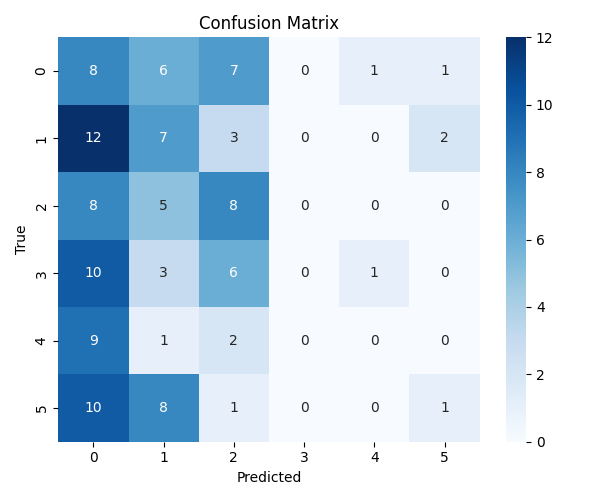 Confusion Matrix
True
0 8 6 7 0 1 1
1 12 7 3 0 0 2
2 8 5 8 0 0 0
3 10 3 6 0 1 0
4 9 1 2 0 0 0
5 10 8 1 0 0 1
0 1 2 3 4 5
Predicted
12
10
8
6
4
2
0